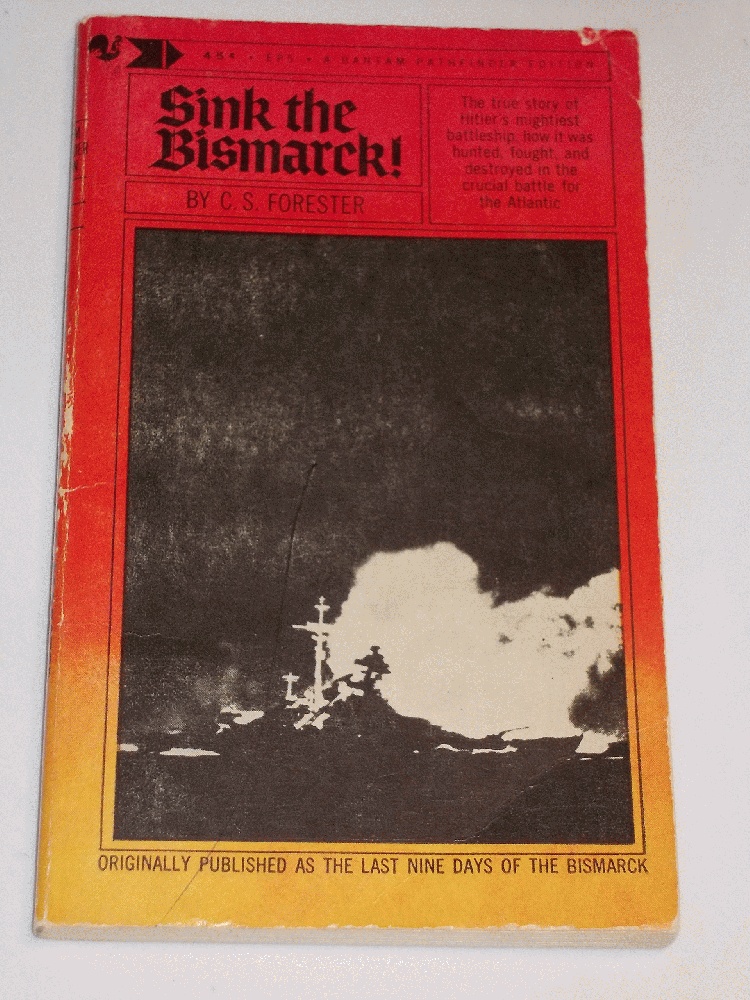 45¢ • EP5 • A BANTAM PATHFINDER EDITION
Sink the
Bismarck!
BY C. S. FORESTER
The true story of
Hitler's mightiest
battleship, how it was
hunted, fought, and
destroyed in the
crucial battle for
the Atlantic
ORIGINALLY PUBLISHED AS THE LAST NINE DAYS OF THE BISMARCK